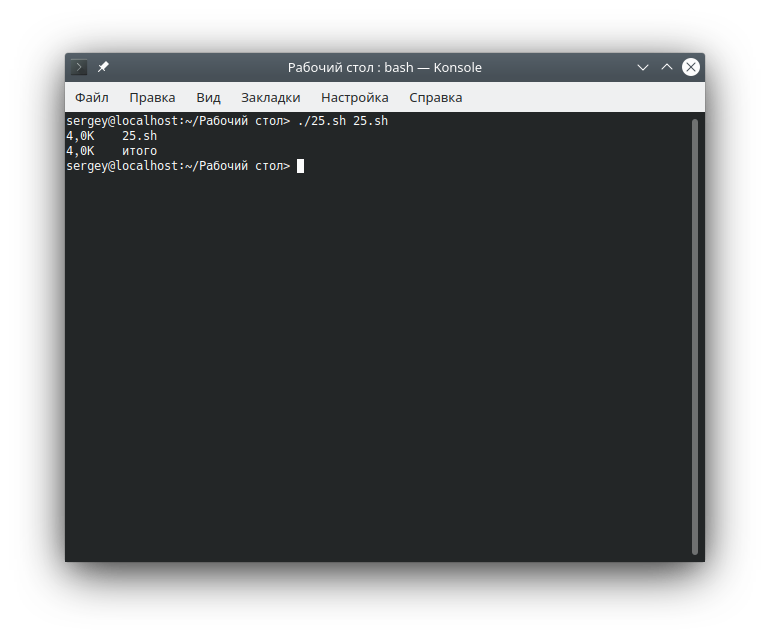 Рабочий стол : bash — Konsole
Файл Правка Вид Закладки Настройка Справка
sergey@localhost:~/Рабочий стол> ./25.sh 25.sh
4,0K 25.sh
4,0K итого
sergey@localhost:~/Рабочий стол>